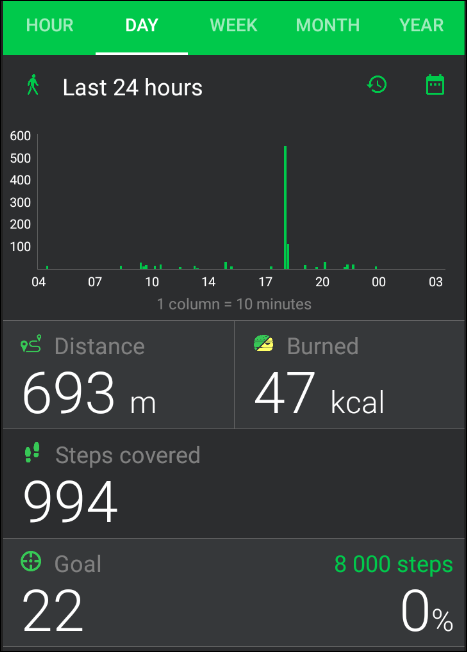 HOUR DAY WEEK MONTH YEAR
Last 24 hours
600
500
400
300
200
100
04 07 10 14 17 20 00 03
1 column = 10 minutes
Distance Burned
693 m 47 kcal
Steps covered
994
Goal 8 000 steps
22 0%